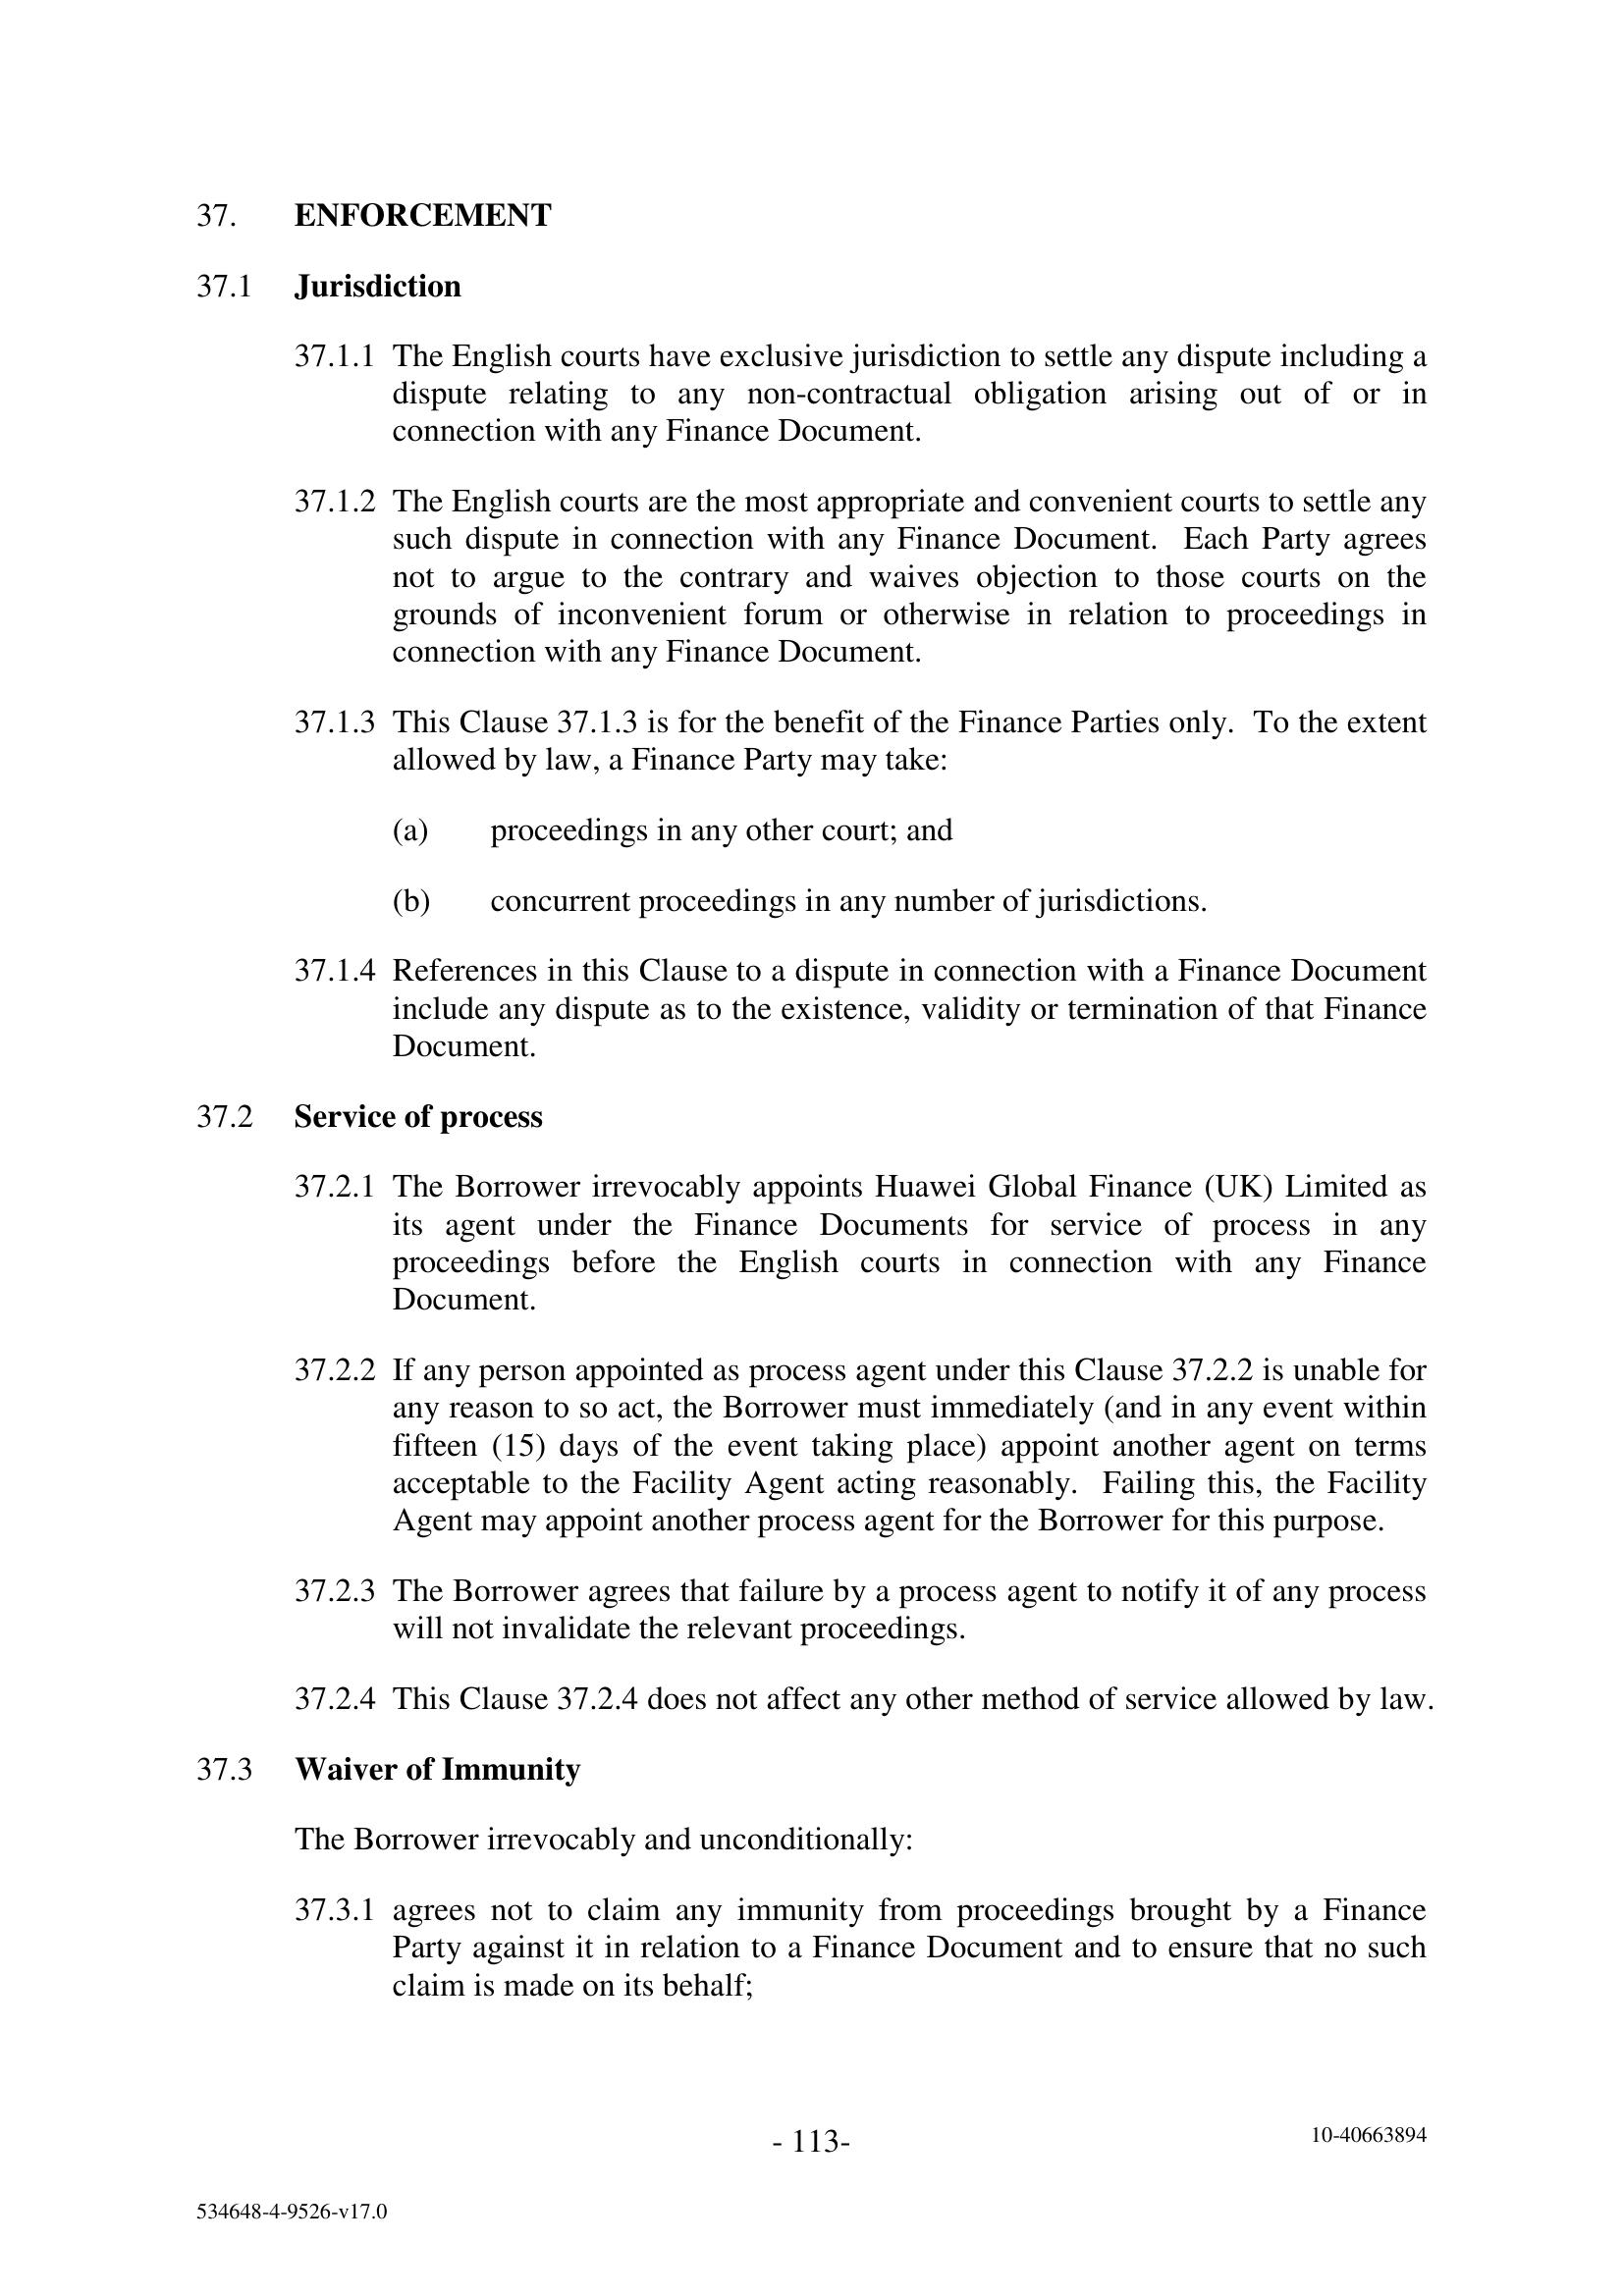 37. ENFORCEMENT
37.1 Jurisdiction
37.1.1 The English courts have exclusive jurisdiction to settle any dispute including a
dispute relating to any non-contractual obligation arising out of or in
connection with any Finance Document.
37.1.2 The English courts are the most appropriate and convenient courts to settle any
such dispute in connection with any Finance Document. Each Party agrees
not to argue to the contrary and waives objection to those courts on the
grounds of inconvenient forum or otherwise in relation to proceedings in
connection with any Finance Document.
37.1.3 This Clause 37.1.3 is for the benefit of the Finance Parties only. To the extent
allowed by law, a Finance Party may take:
(a) proceedings in any other court; and
(b) concurrent proceedings in any number of jurisdictions.
37.1.4 References in this Clause to a dispute in connection with a Finance Document
include any dispute as to the existence, validity or termination of that Finance
Document.
37.2 Service of process
37.2.1 The Borrower irrevocably appoints Huawei Global Finance (UK) Limited as
its agent under the Finance Documents for service of process in any
proceedings before the English courts in connection with any Finance
Document.
37.2.2 If any person appointed as process agent under this Clause 37.2.2 is unable for
any reason to so act, the Borrower must immediately (and in any event within
fifteen (15) days of the event taking place) appoint another agent on terms
acceptable to the Facility Agent acting reasonably. Failing this, the Facility
Agent may appoint another process agent for the Borrower for this purpose.
37.2.3 The Borrower agrees that failure by a process agent to notify it of any process
will not invalidate the relevant proceedings.
37.2.4 This Clause 37.2.4 does not affect any other method of service allowed by law.
37.3 Waiver of Immunity
The Borrower irrevocably and unconditionally:
37.3.1 agrees not to claim any immunity from proceedings brought by a Finance
Party against it in relation to a Finance Document and to ensure that no such
claim is made on its behalf;
- 113-
10-40663894
534648-4-9526-v17.0